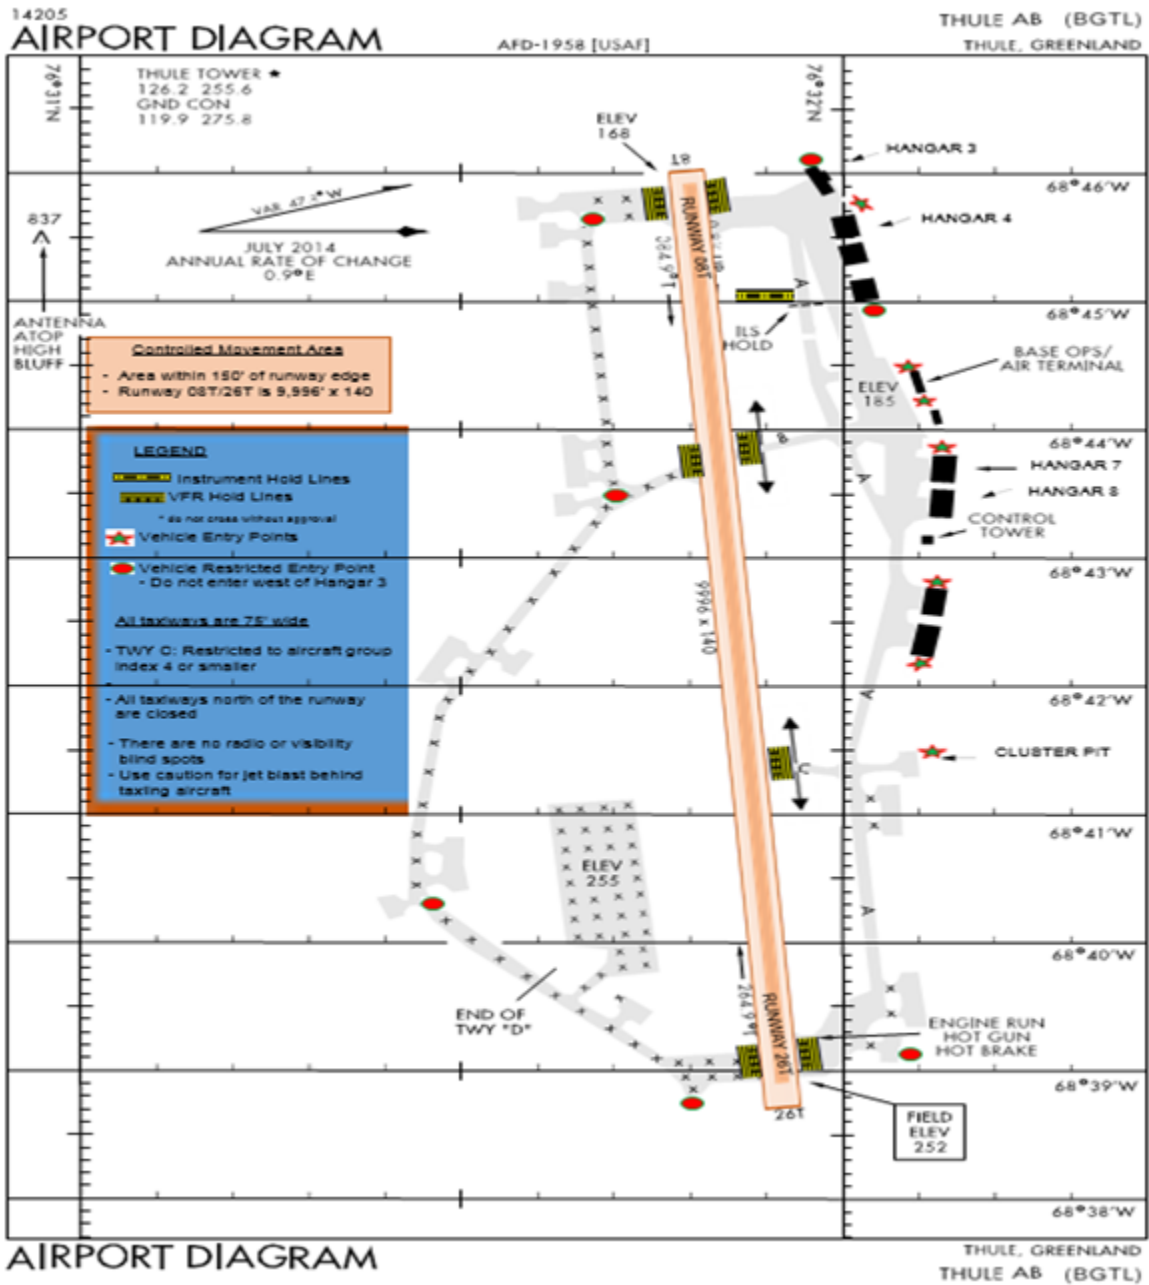 14205
AIRPORT DIAGRAM
AFD-1958 [USAF]
THULE AB (BGTL)
THULE, GREENLAND
76°31'N
THULE TOWER ★
126.2 255.6
GND CON
119.9 275.8
76°32'N
ELEV
168
8T
HANGAR 3
68°46'W
837
VAR 47. °W
JULY 2014
ANNUAL RATE OF CHANGE
0.9°E
RUNWAY 08T
084.9°T
HANGAR 4
ANTENNA
ATOP
HIGH
BLUFF
A
ILS
HOLD
68°45'W
Controlled Movement Area
- Area within 150' of runway edge
- Runway 08T/26T is 9,996' x 140
BASE OPS/
AIR TERMINAL
ELEV
185
68°44'W
B
LEGEND
Instrument Hold Lines
VFR Hold Lines
* do not cross without approval
Vehicle Entry Points
Vehicle Restricted Entry Point
- Do not enter west of Hangar 3
All taxiways are 75' wide
- TWY C: Restricted to aircraft group
index 4 or smaller
-
- All taxiways north of the runway
are closed
- There are no radio or visibility
blind spots
- Use caution for jet blast behind
taxiing aircraft
A
HANGAR 7
HANGAR 8
CONTROL
TOWER
68°43'W
9996 x 140
68°42'W
A
C
CLUSTER PIT
68°41'W
ELEV
255
A
68°40'W
264.9°T
RUNWAY 26T
END OF
TWY "D"
ENGINE RUN
HOT GUN
HOT BRAKE
68°39'W
26T
FIELD
ELEV
252
68°38'W
AIRPORT DIAGRAM
THULE, GREENLAND
THULE AB (BGTL)